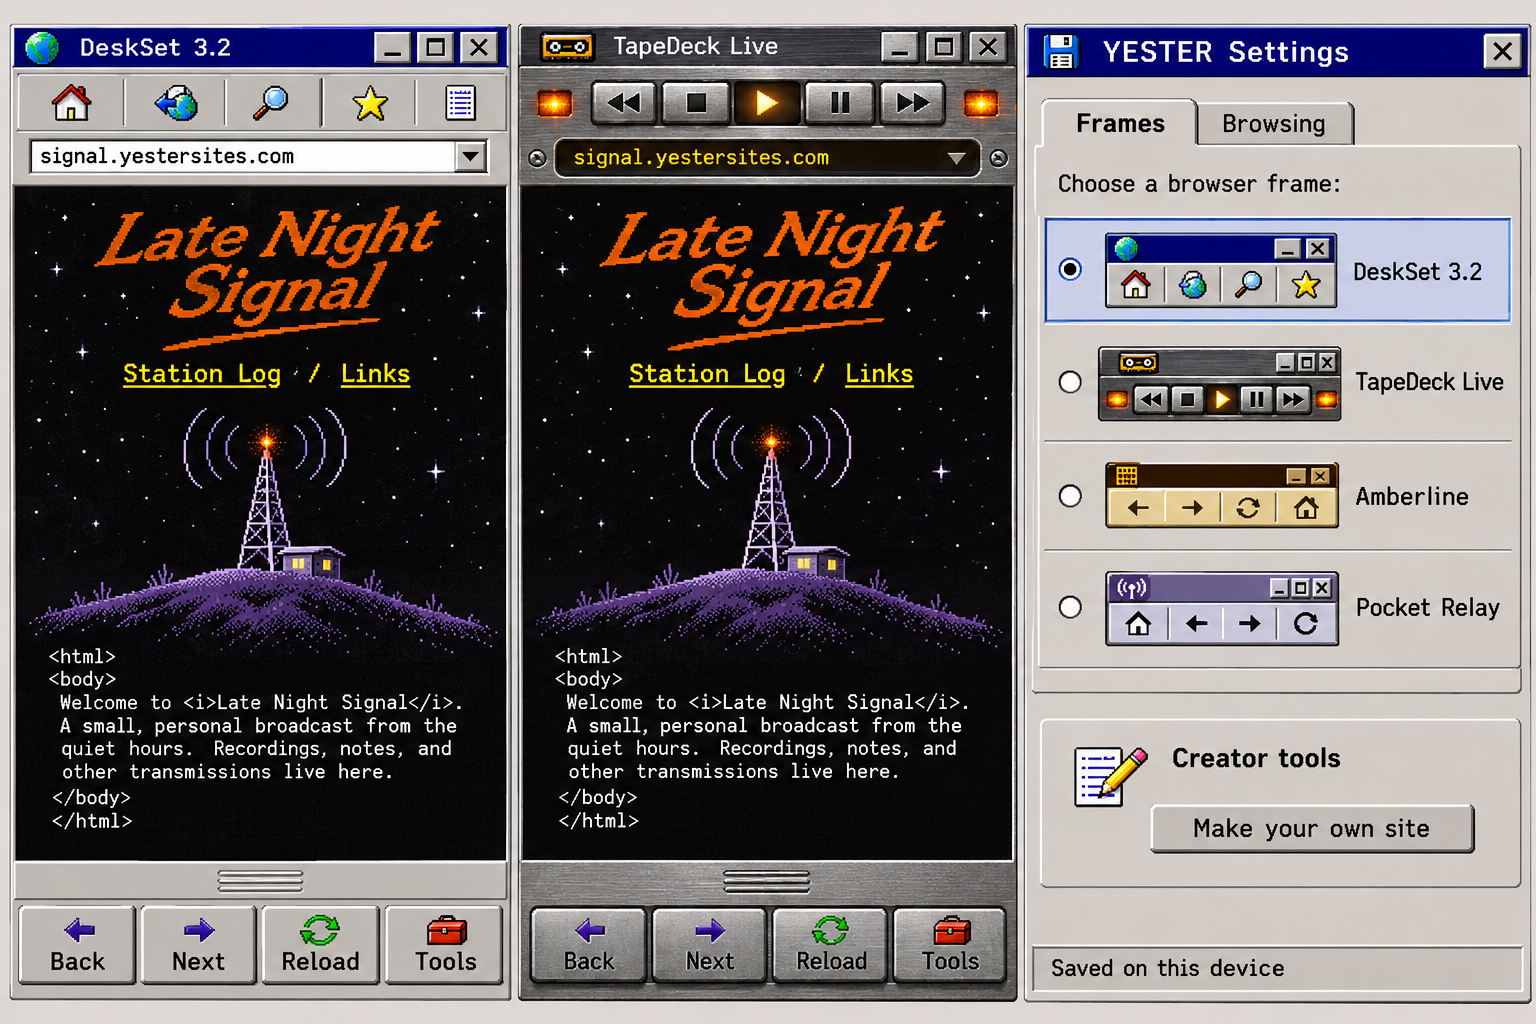 DeskSet 3.2
signal.yestersites.com
Late Night
Signal
Station Log / Links
<html>
<body>
Welcome to <i>Late Night Signal</i>.
A small, personal broadcast from the
quiet hours. Recordings, notes, and
other transmissions live here.
</body>
</html>
Back
Next
Reload
Tools
TapeDeck Live
signal.yestersites.com
Late Night
Signal
Station Log / Links
<html>
<body>
Welcome to <i>Late Night Signal</i>.
A small, personal broadcast from the
quiet hours. Recordings, notes, and
other transmissions live here.
</body>
</html>
Back
Next
Reload
Tools
YESTER Settings
Frames
Browsing
Choose a browser frame:
DeskSet 3.2
TapeDeck Live
Amberline
Pocket Relay
Creator tools
Make your own site
Saved on this device